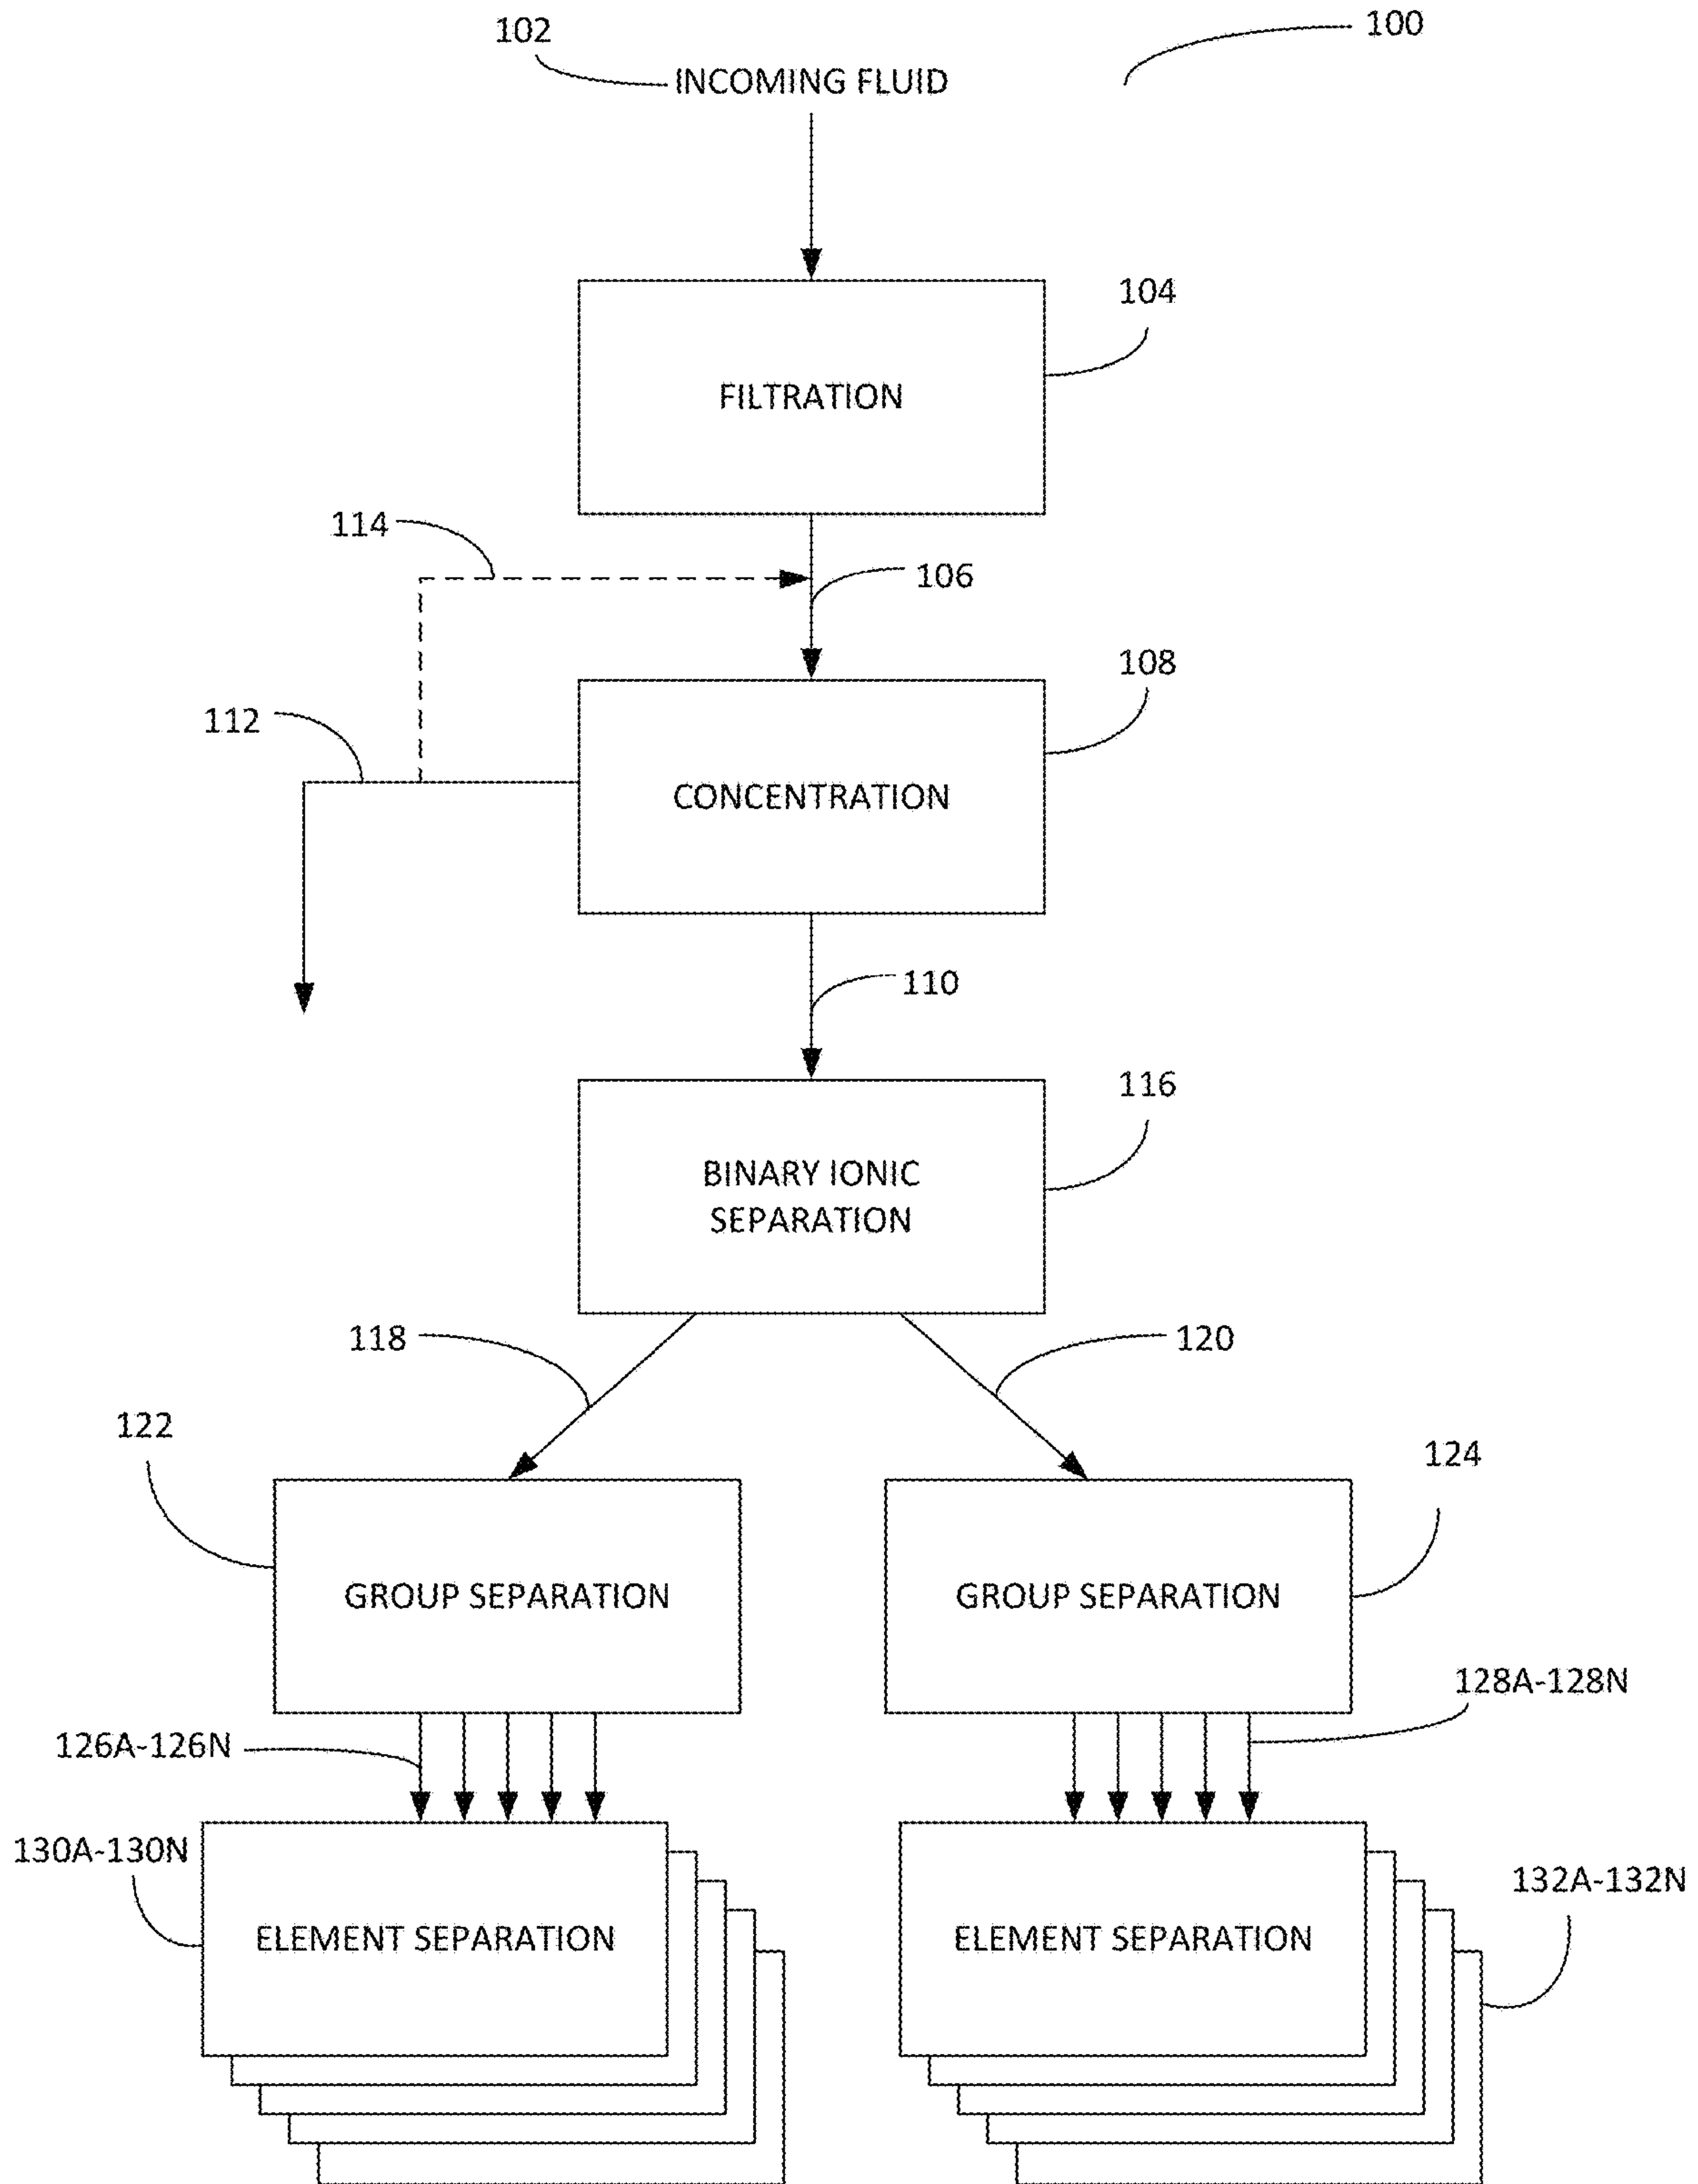 102
100
INCOMING FLUID
104
FILTRATION
114
106
108
112
CONCENTRATION
110
116
BINARY IONIC
SEPARATION
118
120
122
124
GROUP SEPARATION
GROUP SEPARATION
128A-128N
126A-126N
130A-130N
132A-132N
ELEMENT SEPARATION
ELEMENT SEPARATION